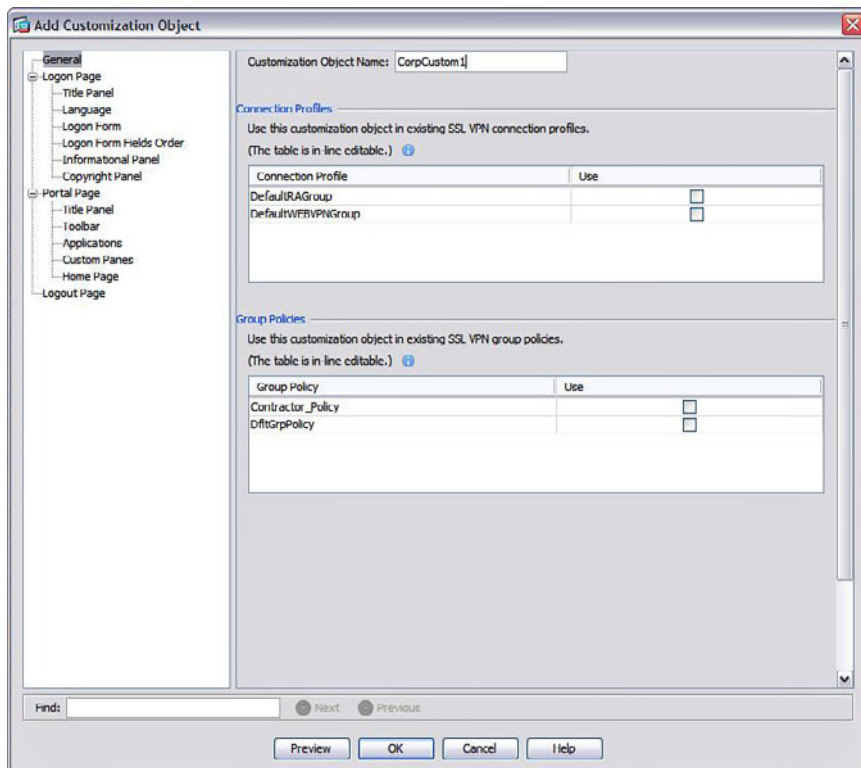 Add Customization Object
General
Logon Page
Title Panel
Language
Logon Form
Logon Form Fields Order
Informational Panel
Copyright Panel
Portal Page
Title Panel
Toolbar
Applications
Custom Panes
Home Page
Logout Page
Customization Object Name: CorpCustom1
Connection Profiles
Use this customization object in existing SSL VPN connection profiles.
(The table is in-line editable.)
Connection Profile Use
DefaultRAGroup
DefaultWEBVPNGroup
Group Policies
Use this customization object in existing SSL VPN group policies.
(The table is in-line editable.)
Group Policy Use
Contractor_Policy
DfltGrpPolicy
Find: Next Previous
Preview OK Cancel Help